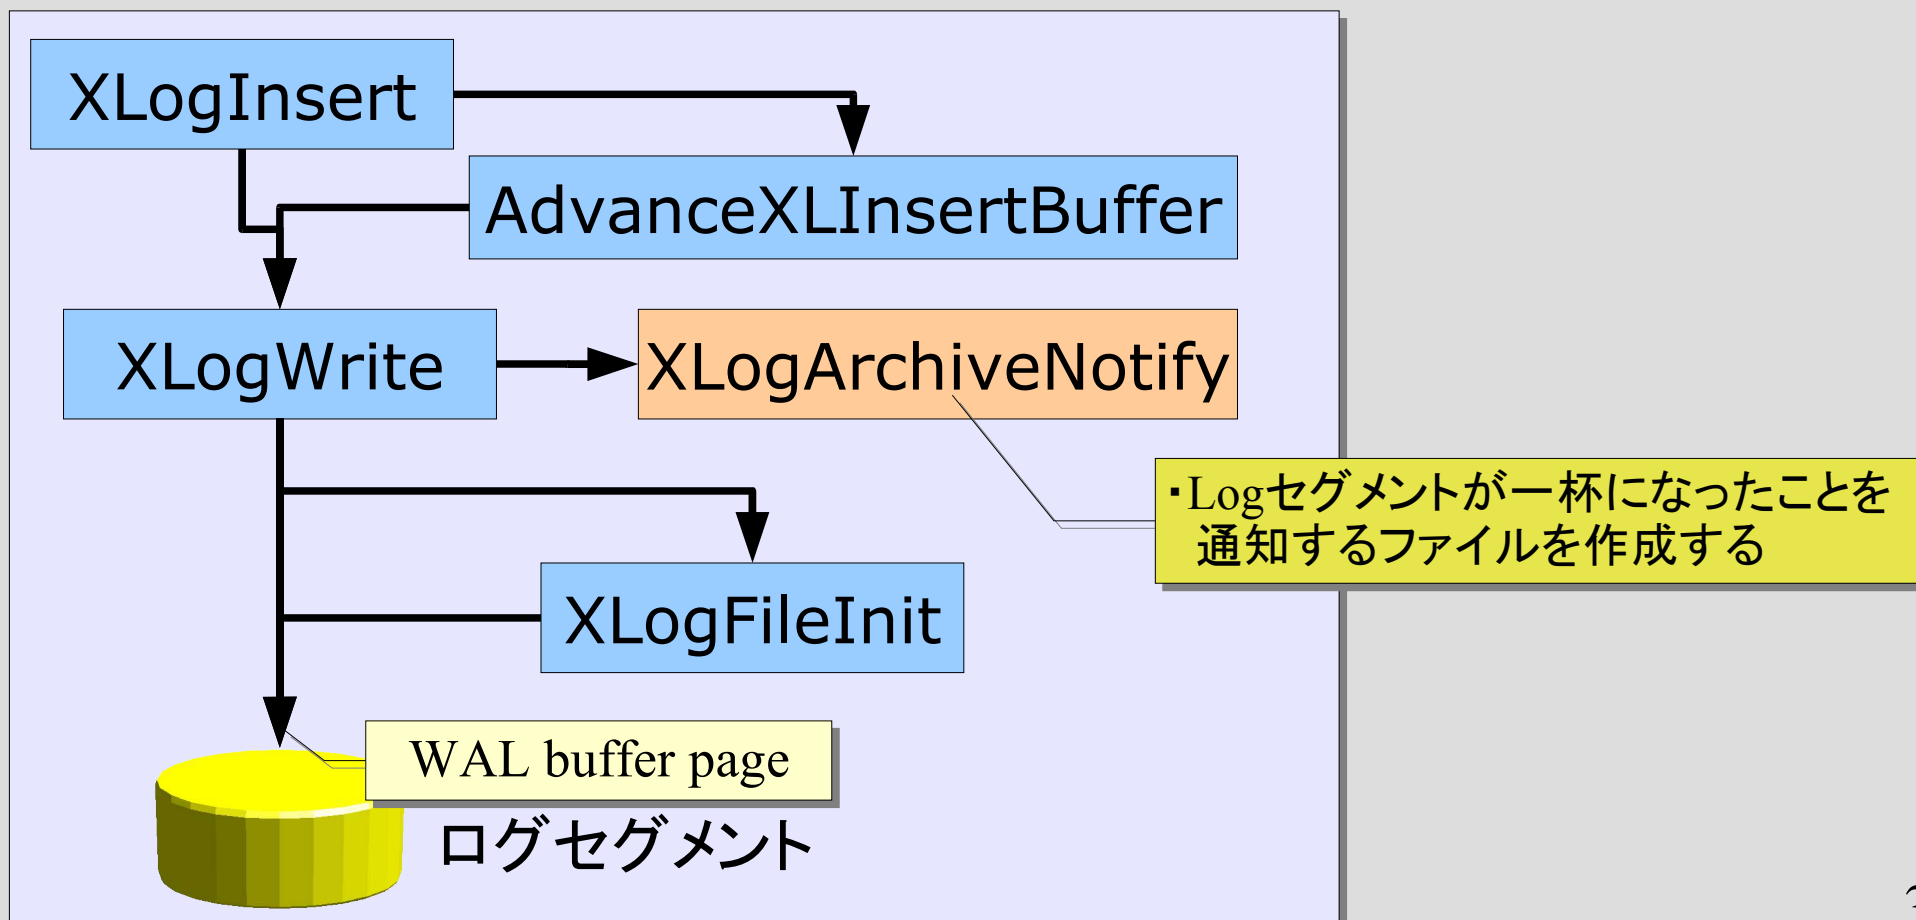 XLogInsert
AdvanceXLInsertBuffer
XLogWrite
XLogArchiveNotify
・Logセグメントが一杯になったことを
通知するファイルを作成する
XLogFileInit
WAL buffer page
ログセグメント